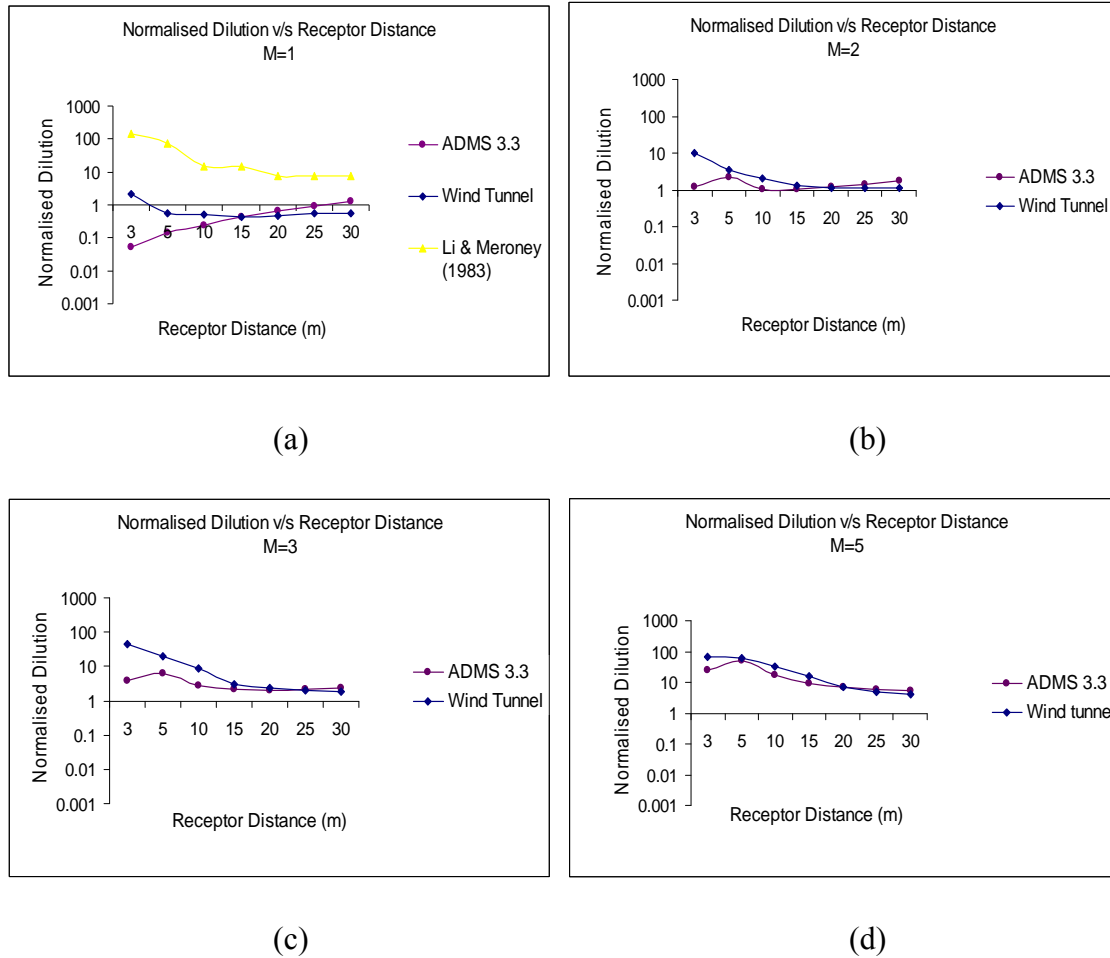 Normalised Dilution v/s Receptor Distance
M=1
Normalised Dilution
1000
100
10
1
0.1
0.01
0.001
3 5 10 15 20 25 30
Receptor Distance (m)
ADMS 3.3
Wind Tunnel
Li & Meroney
(1983)
(a)
Normalised Dilution v/s Receptor Distance
M=2
Normalised Dilution
1000
100
10
1
0.1
0.01
0.001
3 5 10 15 20 25 30
Receptor Distance (m)
ADMS 3.3
Wind Tunnel
(b)
Normalised Dilution v/s Receptor Distance
M=3
Normalised Dilution
1000
100
10
1
0.1
0.01
0.001
3 5 10 15 20 25 30
Receptor Distance (m)
ADMS 3.3
Wind Tunnel
(c)
Normalised Dilution v/s Receptor Distance
M=5
Normalised Dilution
1000
100
10
1
0.1
0.01
0.001
3 5 10 15 20 25 30
Receptor Distance (m)
ADMS 3.3
Wind tunnel
(d)